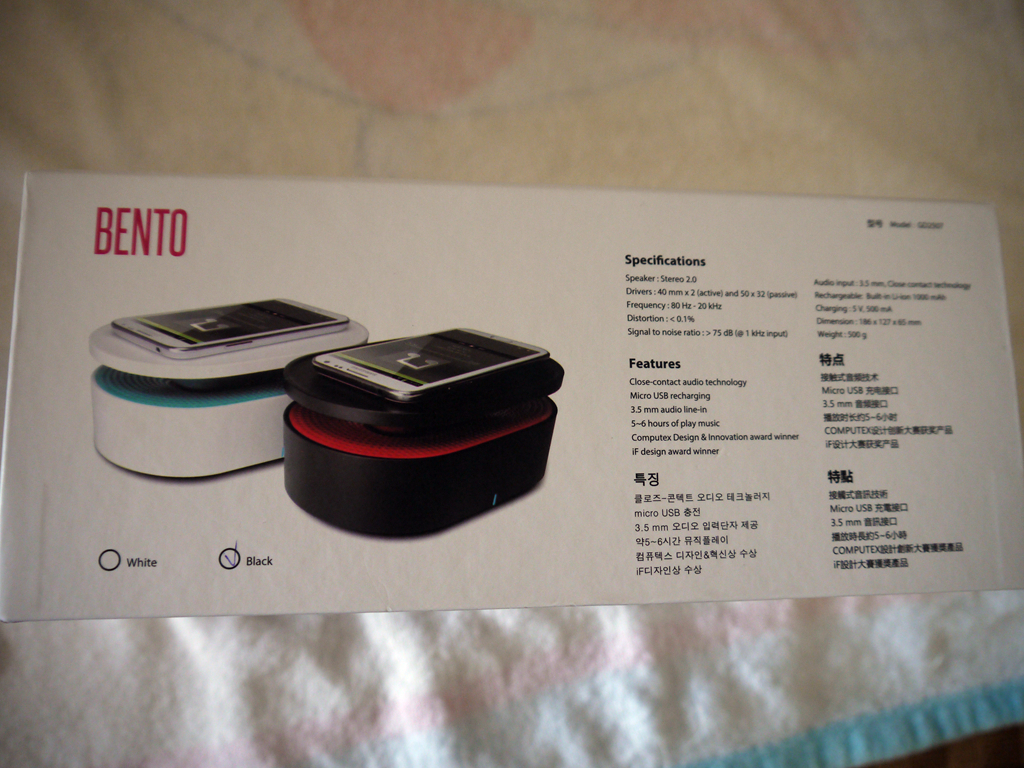 BENTO
型号 Model : GD2507
Specifications
Speaker : Stereo 2.0
Drivers : 40 mm x 2 (active) and 50 x 32 (passive)
Frequency : 80 Hz - 20 kHz
Distortion : < 0.1%
Signal to noise ratio : > 75 dB (@ 1 kHz input)
Audio input : 3.5 mm, Close contact technology
Rechargeable: Built-in Li-ion 1000 mAh
Charging : 5 V, 500 mA
Dimension : 186 x 127 x 65 mm
Weight : 500 g
Features
Close-contact audio technology
Micro USB recharging
3.5 mm audio line-in
5~6 hours of play music
Computex Design & Innovation award winner
iF design award winner
特点
接触式音频技术
Micro USB 充电接口
3.5 mm 音频接口
播放时长约5~6小时
COMPUTEX设计创新大赛获奖产品
iF设计大赛获奖产品
특징
클로즈-콘텍트 오디오 테크놀러지
micro USB 충전
3.5 mm 오디오 입력단자 제공
약5~6시간 뮤직플레이
컴퓨텍스 디자인&혁신상 수상
iF디자인상 수상
特點
接觸式音訊技術
Micro USB 充電接口
3.5 mm 音訊接口
播放時長約5~6小時
COMPUTEX設計創新大賽獲獎產品
iF設計大賽獲獎產品
White
Black